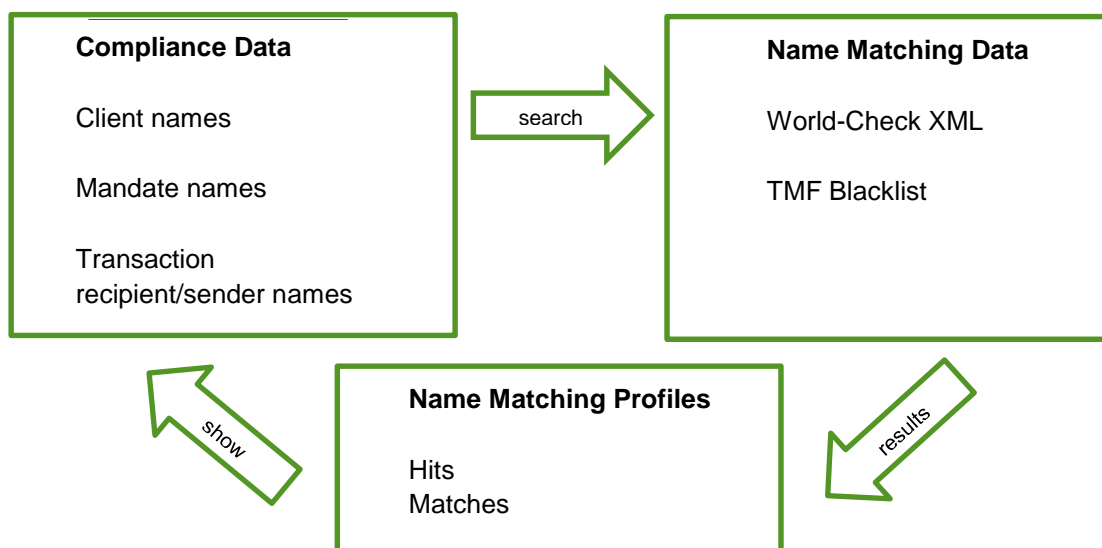 Compliance Data
Client names
Mandate names
Transaction
recipient/sender names
search
Name Matching Data
World-Check XML
TMF Blacklist
results
Name Matching Profiles
Hits
Matches
show